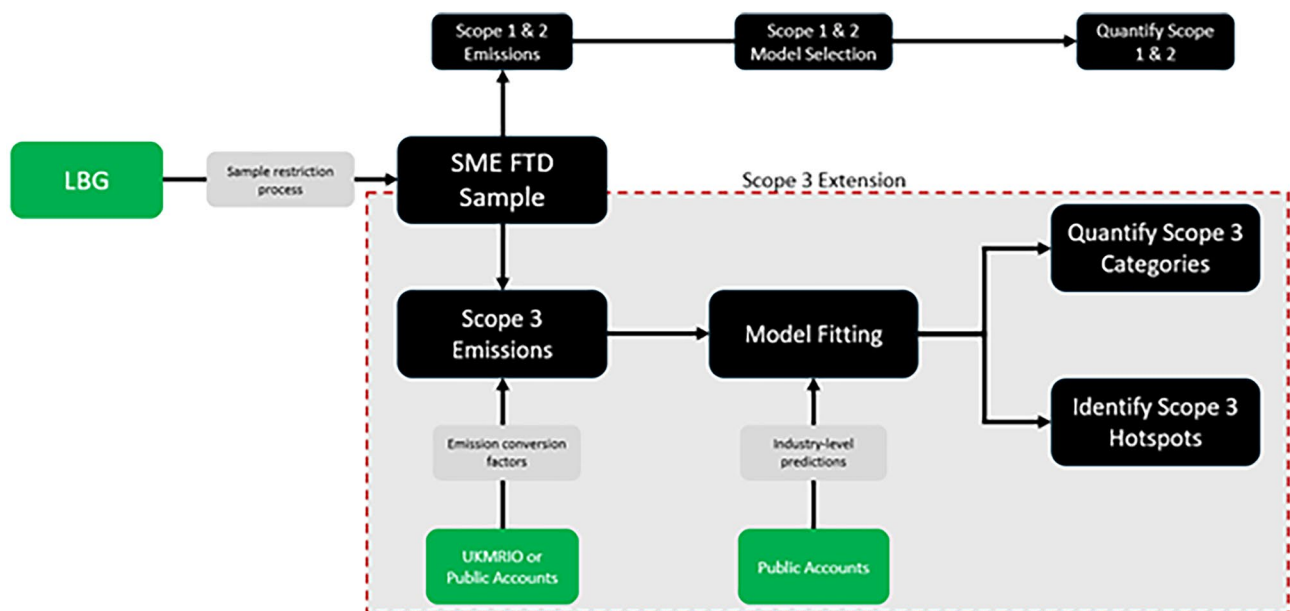 Scope 1 & 2
Emissions
Scope 1 & 2
Model Selection
Quantify Scope
1 & 2
LBG
Sample restriction
process
SME FTD
Sample
Scope 3 Extension
Quantify Scope 3
Categories
Scope 3
Emissions
Model Fitting
Identify Scope 3
Hotspots
Emission conversion
factors
Industry-level
predictions
UKMRIO or
Public Accounts
Public Accounts